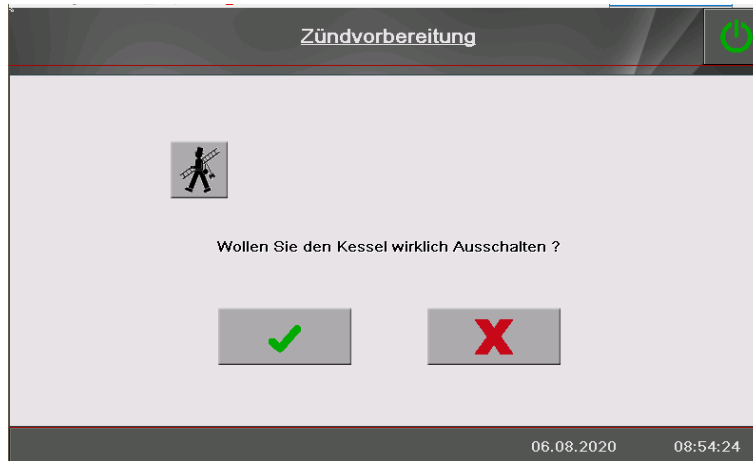 Zündvorbereitung
Wollen Sie den Kessel wirklich Ausschalten ?
06.08.2020 08:54:24